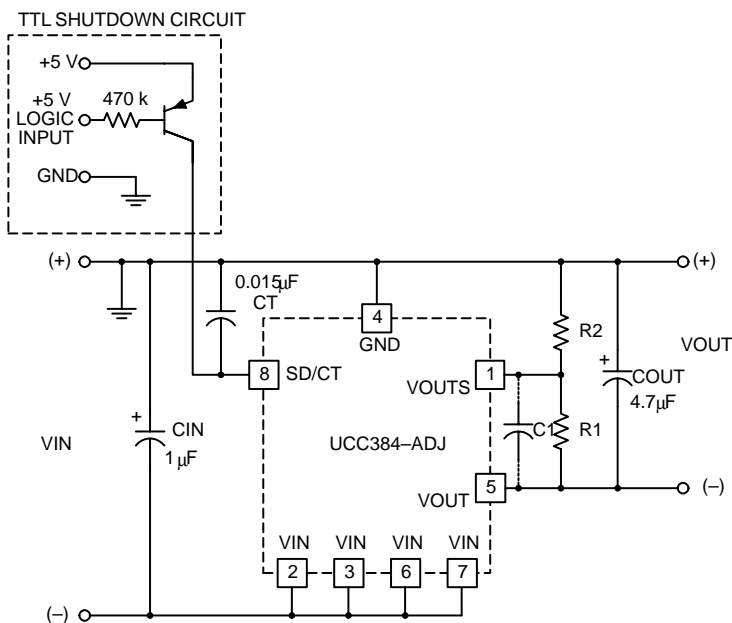 TTL SHUTDOWN CIRCUIT
+5 V
+5 V
LOGIC
INPUT
470 k
GND
(+)
(+)
0.015µF
CT
4
GND
8
SD/CT
R2
VOUT
1
VOUTS
+
COUT
4.7µF
+
CIN
1 µF
VIN
C1
R1
UCC384–ADJ
VOUT
5
(–)
VIN
VIN
VIN
VIN
2
3
6
7
(–)